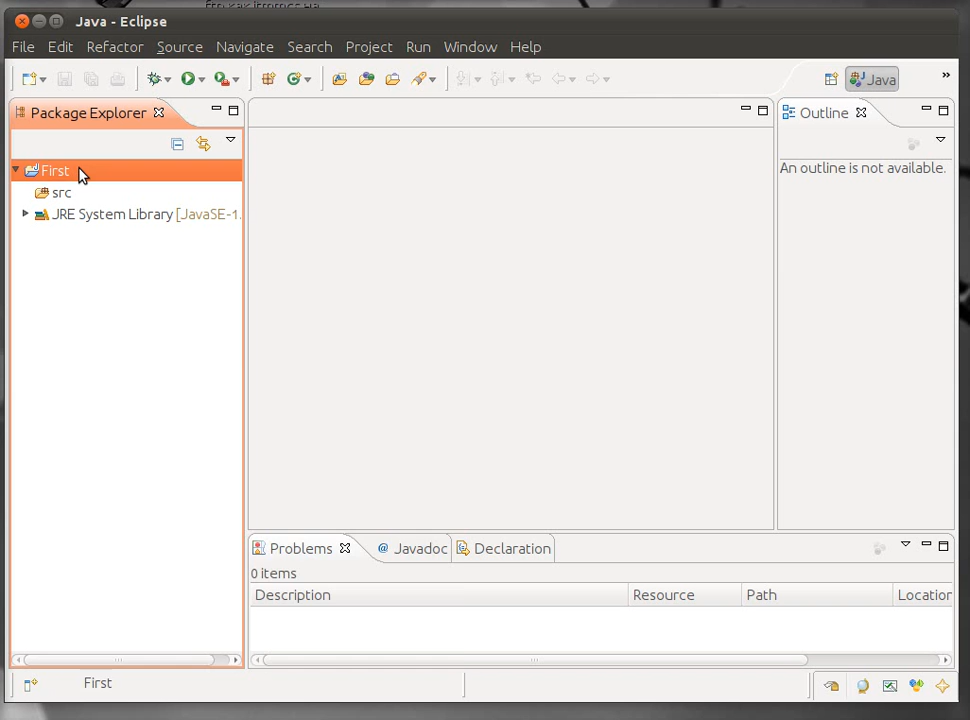 Java - Eclipse
File Edit Refactor Source Navigate Search Project Run Window Help
Java »
Package Explorer
Outline
First
An outline is not available.
src
JRE System Library [JavaSE-1.
Problems @ Javadoc Declaration
0 items
Description Resource Path Location
First